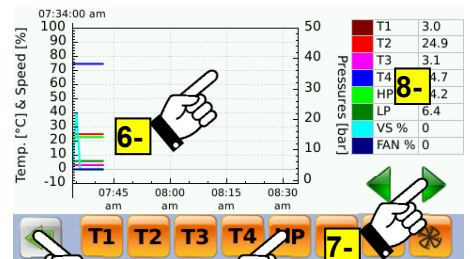 07:34:00 am
Temp. [°C] & Speed [%]
100
90
80
70
60
50
40
30
20
10
0
-10
07:45 am
08:00 am
08:15 am
08:30 am
50
40
30
20
10
0
Pressures [bar]
6-
T1 3.0
T2 24.9
T3 3.1
T4 4.7
HP 4.2
LP 6.4
VS % 0
FAN % 0
8-
T1
T2
T3
T4
HP
7-